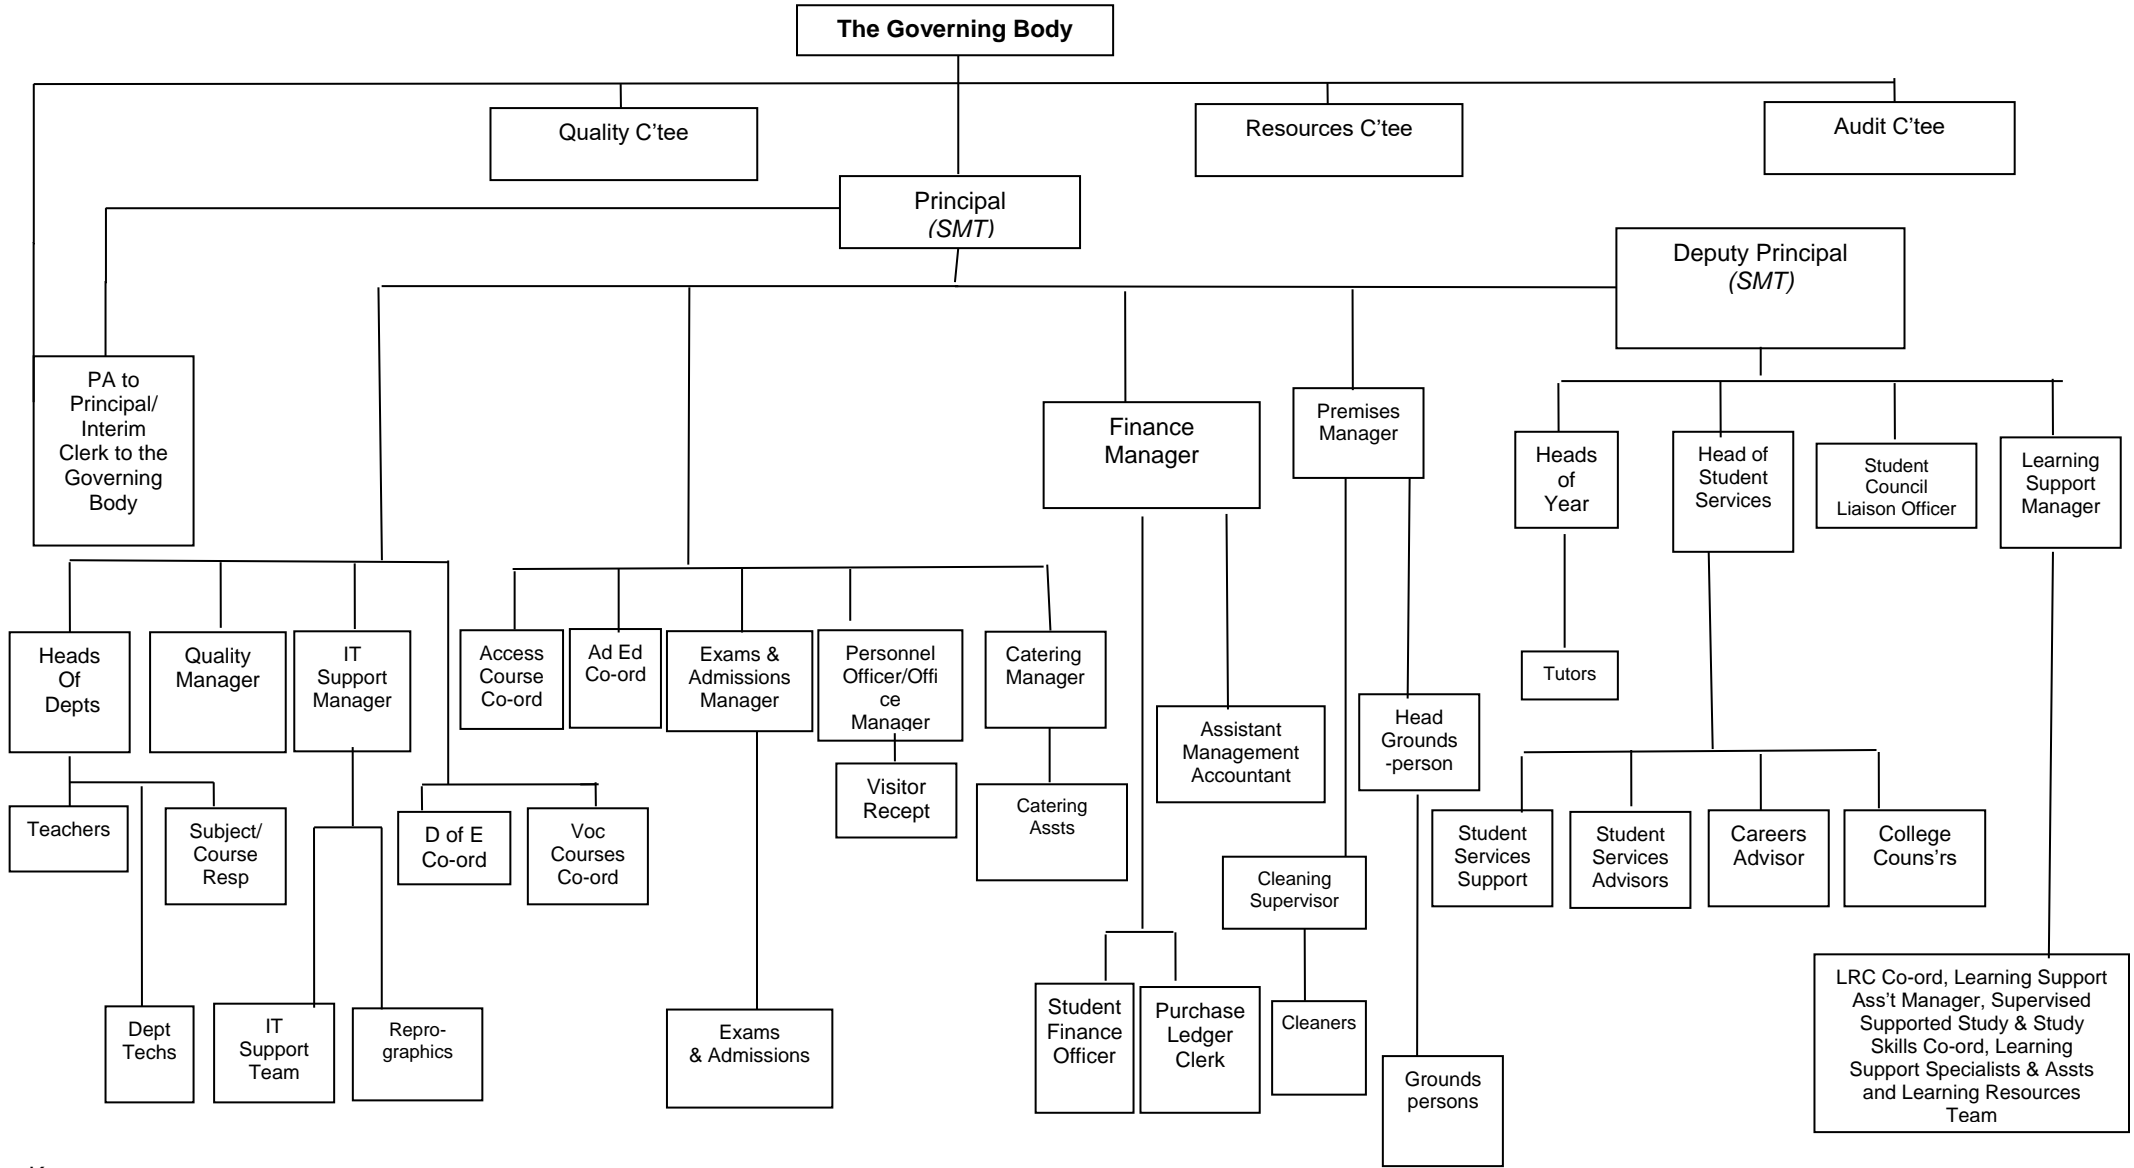 The Governing Body
Quality C’tee
Resources C’tee
Audit C’tee
Principal
(SMT)
Deputy Principal
(SMT)
PA to
Principal/
Interim
Clerk to the
Governing
Body
Finance
Manager
Premises
Manager
Heads
of
Year
Head of
Student
Services
Student
Council
Liaison Officer
Learning
Support
Manager
Heads
Of
Depts
Quality
Manager
IT
Support
Manager
Access
Course
Co-ord
Ad Ed
Co-ord
Exams &
Admissions
Manager
Personnel
Officer/Offi
ce
Manager
Catering
Manager
Tutors
Assistant
Management
Accountant
Head
Grounds
-person
Visitor
Recept
Catering
Assts
Teachers
Subject/
Course
Resp
D of E
Co-ord
Voc
Courses
Co-ord
Cleaning
Supervisor
Student
Services
Support
Student
Services
Advisors
Careers
Advisor
College
Couns’rs
Dept
Techs
IT
Support
Team
Repro-
graphics
Exams
& Admissions
Student
Finance
Officer
Purchase
Ledger
Clerk
Cleaners
Grounds
persons
LRC Co-ord, Learning Support
Ass’t Manager, Supervised
Supported Study & Study
Skills Co-ord, Learning
Support Specialists & Assts
and Learning Resources
Team